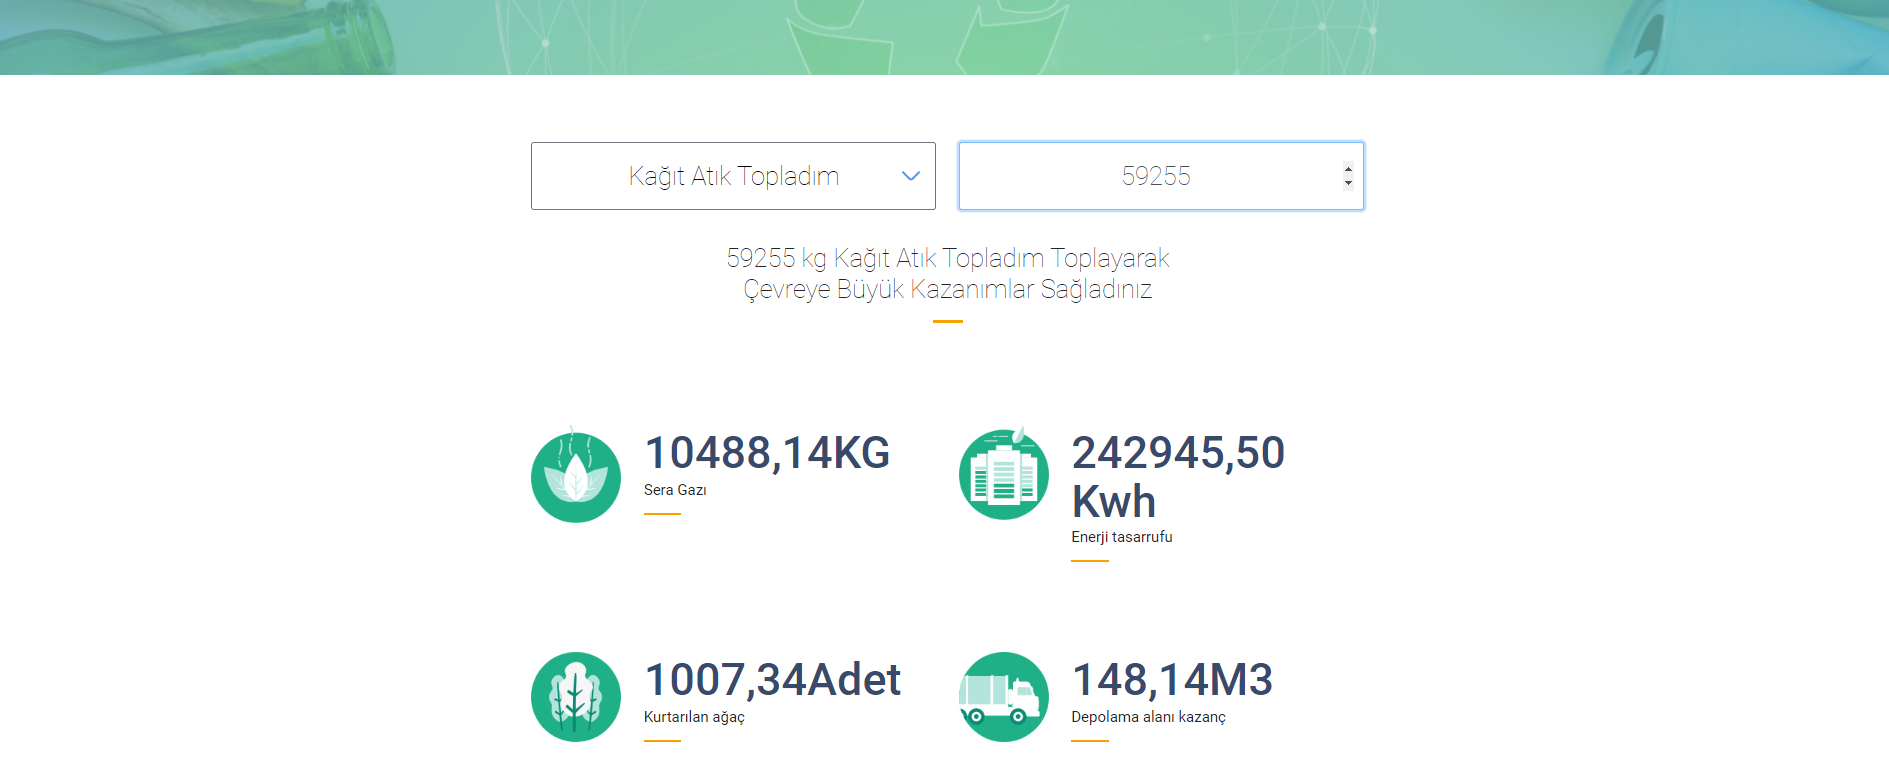 Kağıt Atık Topladım
59255
59255 kg Kağıt Atık Topladım Toplayarak
Çevreye Büyük Kazanımlar Sağladınız
10488,14KG
Sera Gazı
242945,50
Kwh
Enerji tasarrufu
1007,34Adet
Kurtarılan ağaç
148,14M3
Depolama alanı kazanç